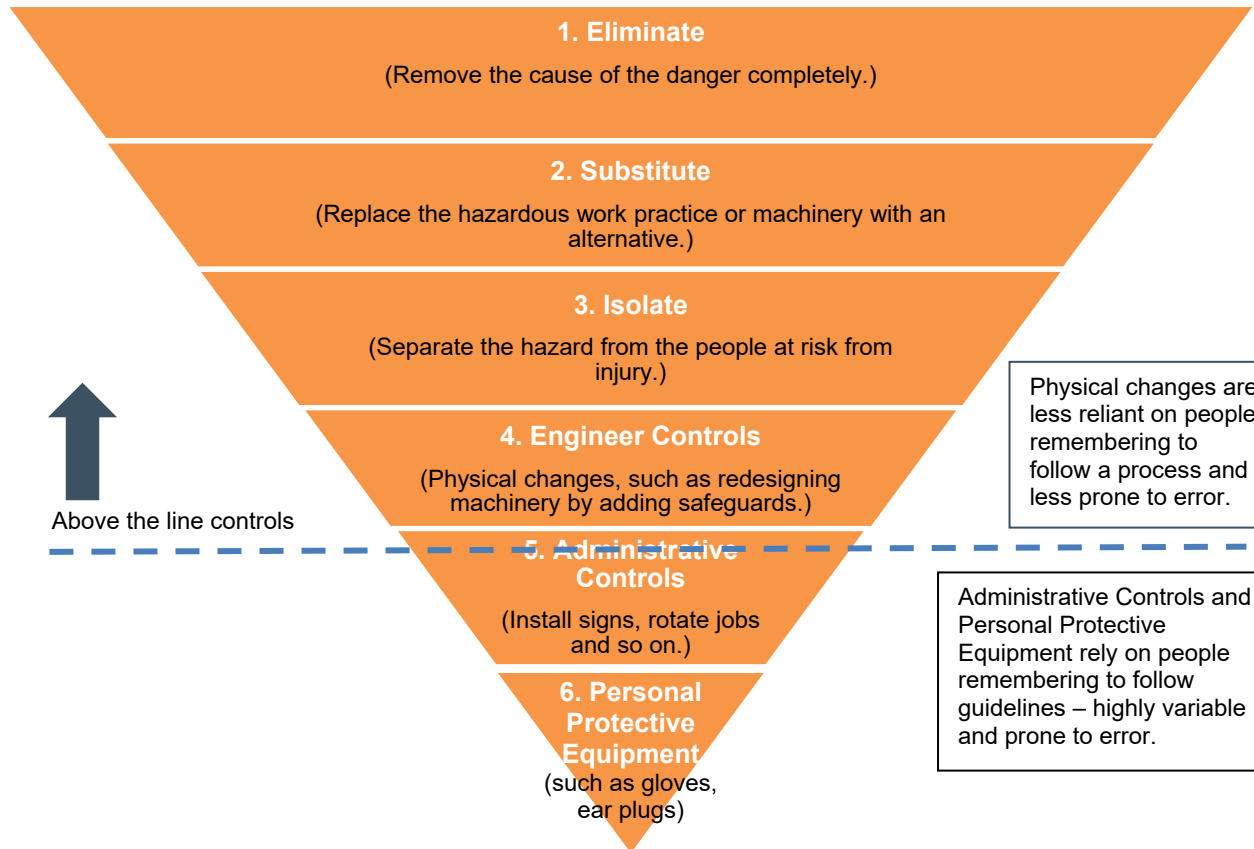 1. Eliminate
(Remove the cause of the danger completely.)
2. Substitute
(Replace the hazardous work practice or machinery with an
alternative.)
3. Isolate
(Separate the hazard from the people at risk from
injury.)
4. Engineer Controls
(Physical changes, such as redesigning
machinery by adding safeguards.)
Physical changes are
less reliant on people
remembering to
follow a process and
less prone to error.
Above the line controls
5. Administrative
Controls
(Install signs, rotate jobs
and so on.)
Administrative Controls and
Personal Protective
Equipment rely on people
remembering to follow
guidelines – highly variable
and prone to error.
6. Personal
Protective
Equipment
(such as gloves,
ear plugs)